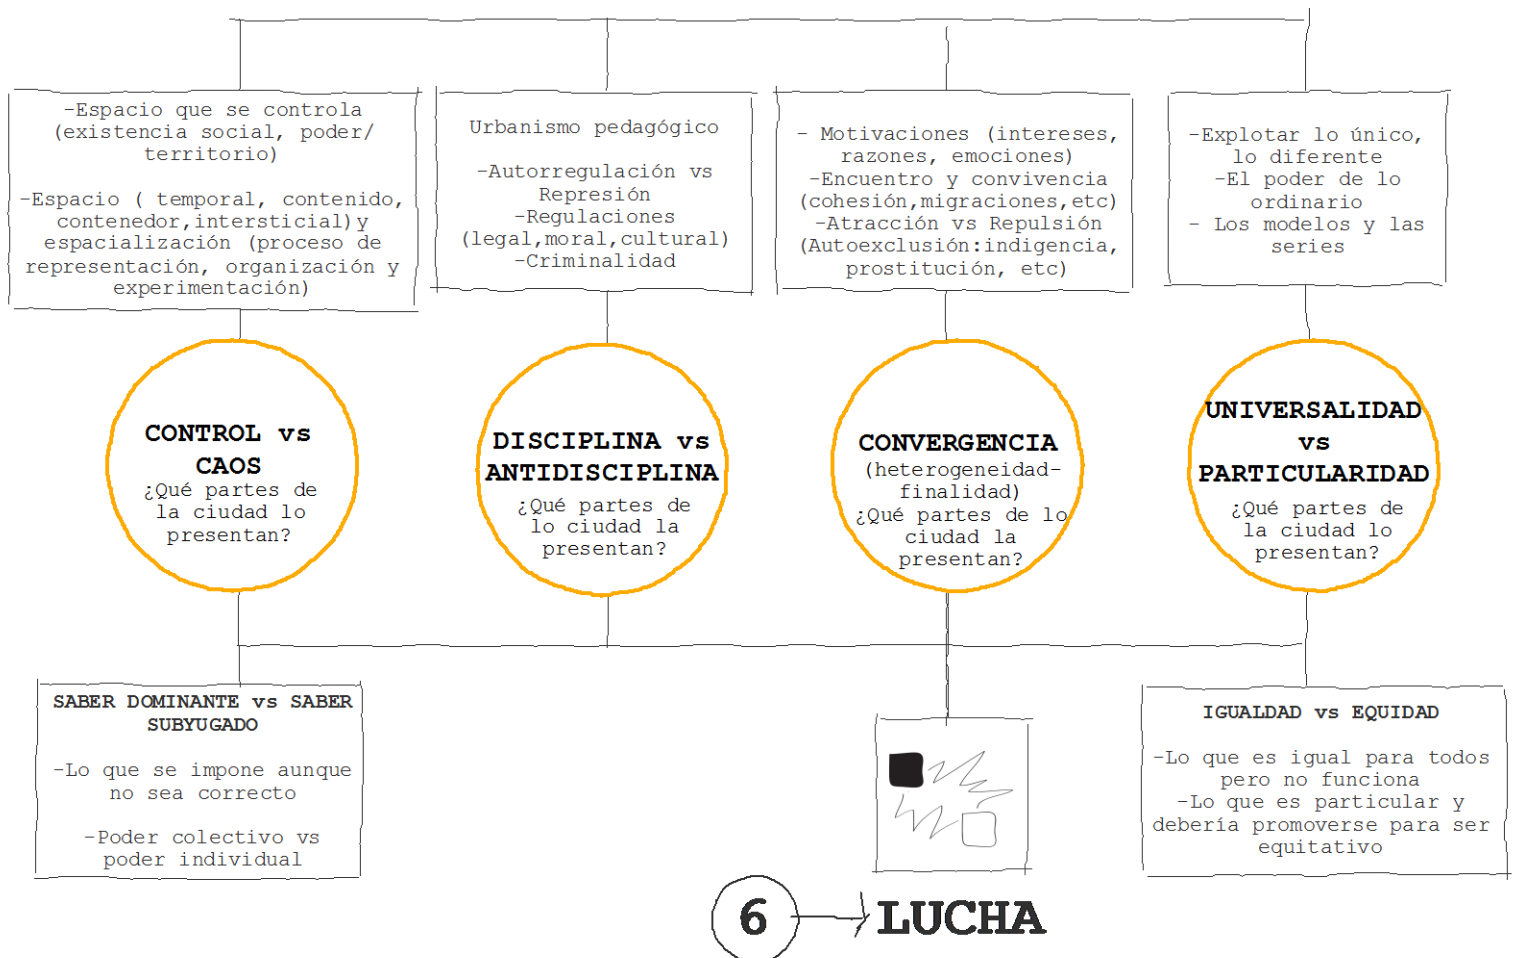 -Espacio que se controla
(existencia social, poder/
territorio)
-Espacio ( temporal, contenido,
contenedor,intersticial)y
espacialización (proceso de
representación, organización y
experimentación)
Urbanismo pedagógico
-Autorregulación vs
Represión
-Regulaciones
(legal,moral,cultural)
-Criminalidad
- Motivaciones (intereses,
razones, emociones)
-Encuentro y convivencia
(cohesión,migraciones,etc)
-Atracción vs Repulsión
(Autoexclusión:indigencia,
prostitución, etc)
-Explotar lo único,
lo diferente
-El poder de lo
ordinario
- Los modelos y las
series
CONTROL vs
CAOS
¿Qué partes de
la ciudad lo
presentan?
DISCIPLINA vs
ANTIDISCIPLINA
¿Qué partes de
lo ciudad la
presentan?
CONVERGENCIA
(heterogeneidad-
finalidad)
¿Qué partes de lo
ciudad la
presentan?
UNIVERSALIDAD
vs
PARTICULARIDAD
¿Qué partes de
la ciudad lo
presentan?
SABER DOMINANTE vs SABER
SUBYUGADO
-Lo que se impone aunque
no sea correcto
-Poder colectivo vs
poder individual
IGUALDAD vs EQUIDAD
-Lo que es igual para todos
pero no funciona
-Lo que es particular y
debería promoverse para ser
equitativo
6 LUCHA